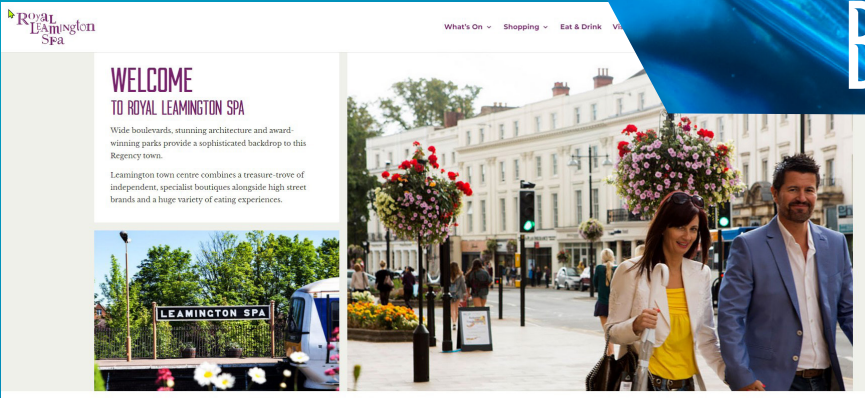 Royal
Leamington
Spa
What's On
Shopping
Eat & Drink
WELCOME
TO ROYAL LEAMINGTON SPA
Wide boulevards, stunning architecture and award-
winning parks provide a sophisticated backdrop to this
Regency town.
Leamington town centre combines a treasure-trove of
independent, specialist boutiques alongside high street
brands and a huge variety of eating experiences.
LEAMINGTON SPA